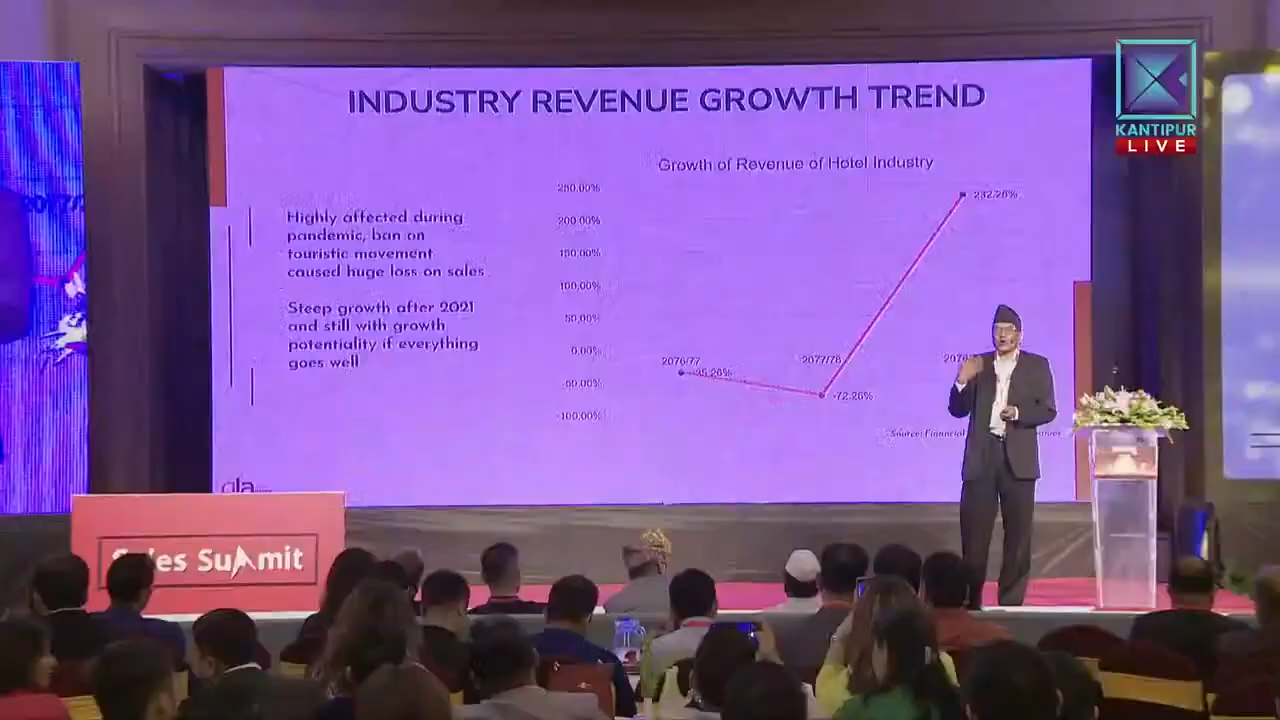 INDUSTRY REVENUE GROWTH TREND
KANTIPUR
LIVE
Growth of Revenue of Hotel Industry
Highly affected during
pandemic, ban on
touristic movement
caused huge loss on sales
Steep growth after 2021
and still with growth
potentiality if everything
goes well
250.00%
200.00%
150.00%
100.00%
50.00%
0.00%
-50.00%
-100.00%
232.26%
2076/77
2077/78
-35.26%
-72.26%
Source: Financial
Sales Summit